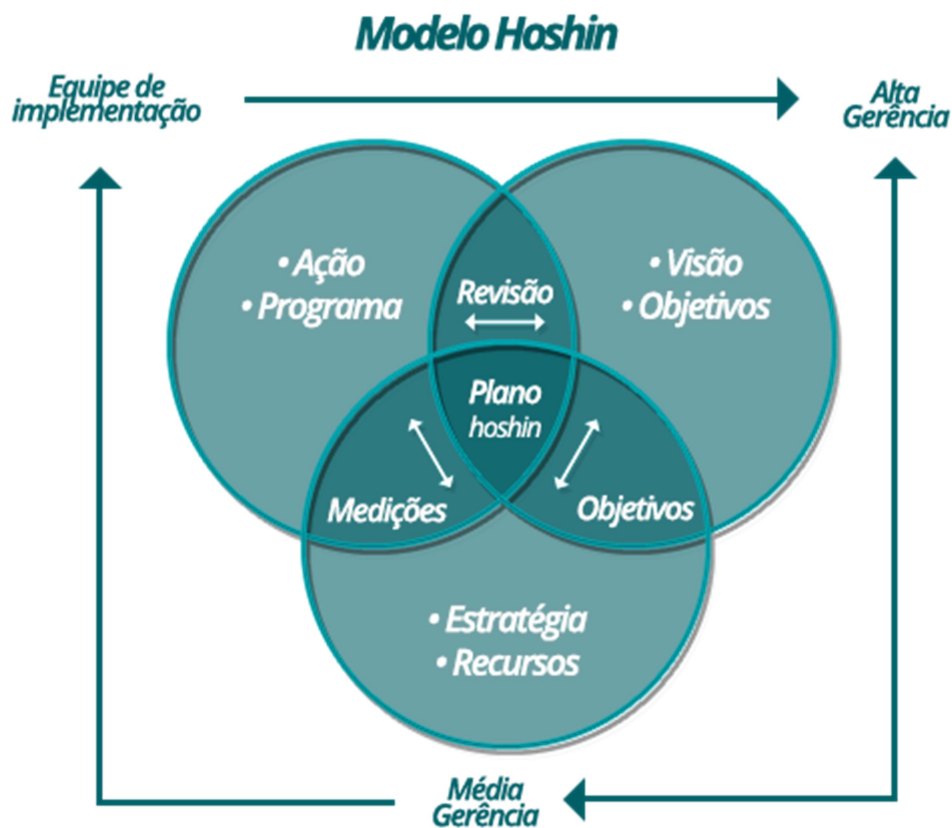 Modelo Hoshin
Equipe de
implementação
Alta
Gerência
• Ação
• Programa
• Visão
• Objetivos
Revisão
Plano
hoshin
Medições
Objetivos
• Estratégia
• Recursos
Média
Gerência